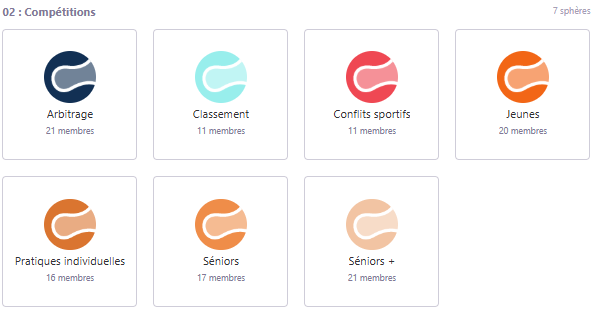 02 : Compétitions
7 sphères
Arbitrage
21 membres
Classement
11 membres
Conflits sportifs
11 membres
Jeunes
20 membres
Pratiques individuelles
16 membres
Séniors
17 membres
Séniors +
21 membres